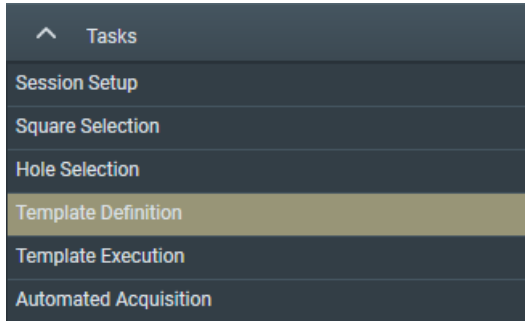 Tasks
Session Setup
Square Selection
Hole Selection
Template Definition
Template Execution
Automated Acquisition